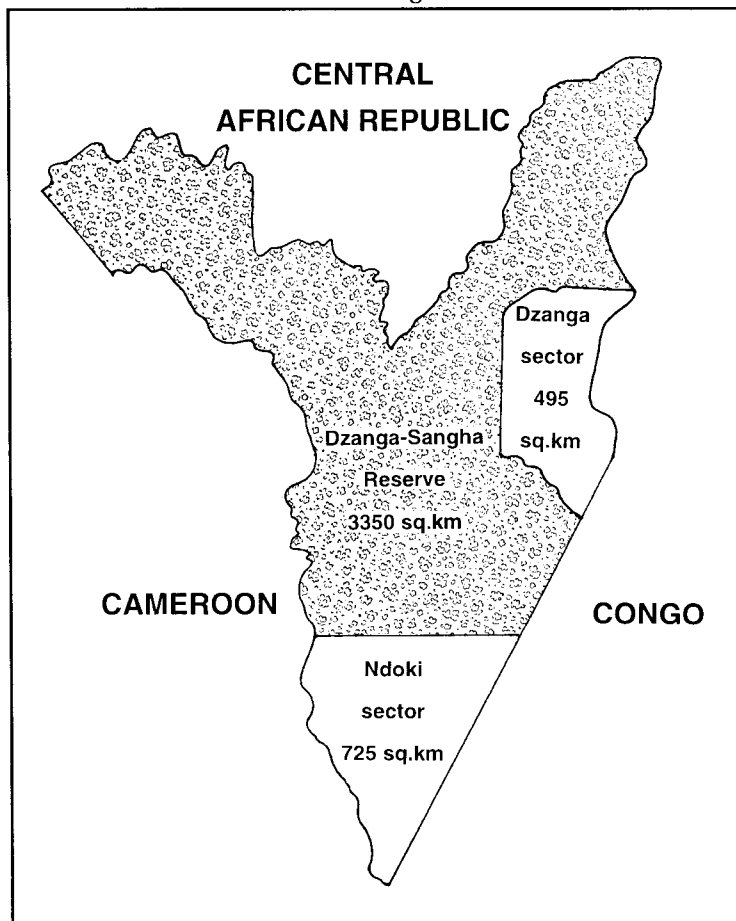 CENTRAL
AFRICAN REPUBLIC
Dzanga
sector
495
sq.km
Dzanga-Sangha
Reserve
3350 sq.km
CAMEROON
CONGO
Ndoki
sector
725 sq.km